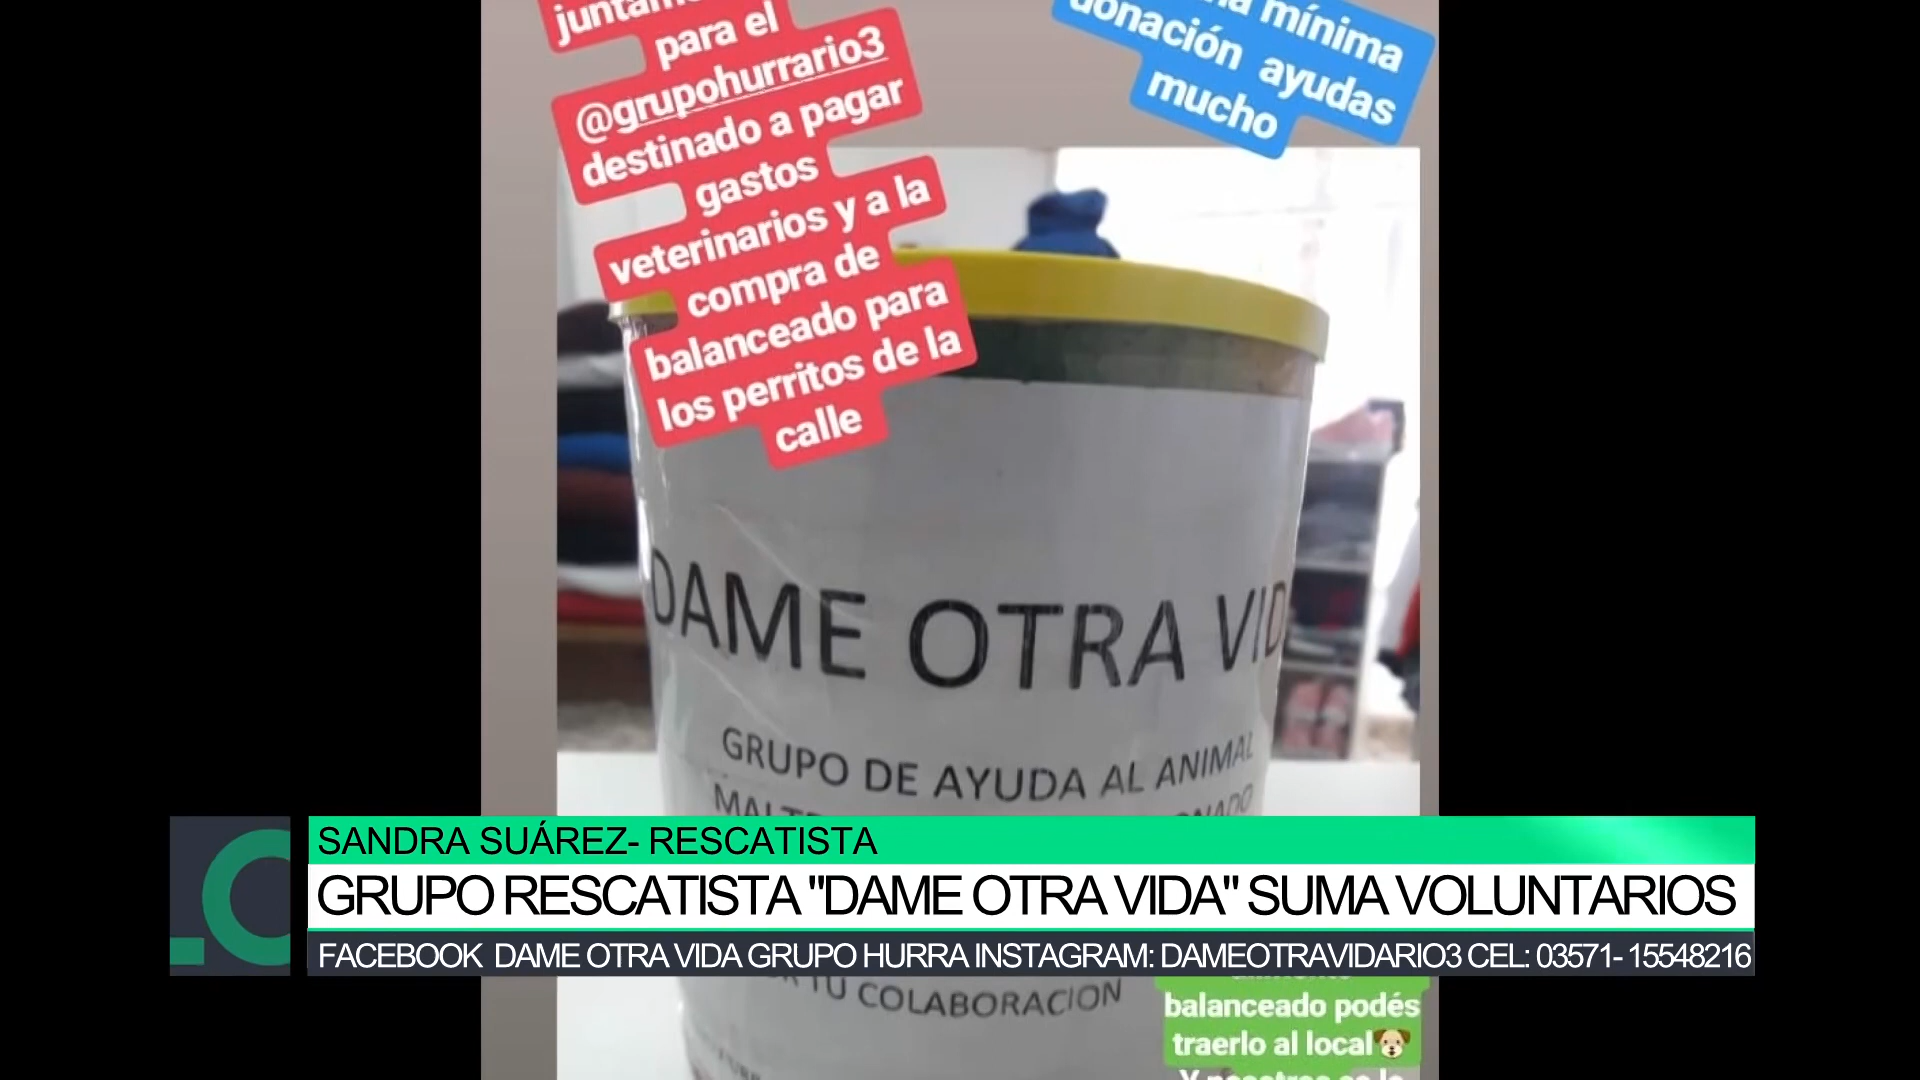 para el
@grupohurrario3
destinado a pagar
gastos
veterinarios y a la
compra de
balanceado para
los perritos de la
calle
mínima
donación ayudas
mucho
DAME OTRA
GRUPO DE AYUDA AL ANIMAL
SANDRA SUÁREZ- RESCATISTA
GRUPO RESCATISTA "DAME OTRA VIDA" SUMA VOLUNTARIOS
FACEBOOK DAME OTRA VIDA GRUPO HURRA INSTAGRAM: DAMEOTRAVIDARIO3 CEL: 03571- 15548216
TU COLABORACION
balanceado podés
traerlo al local🐶